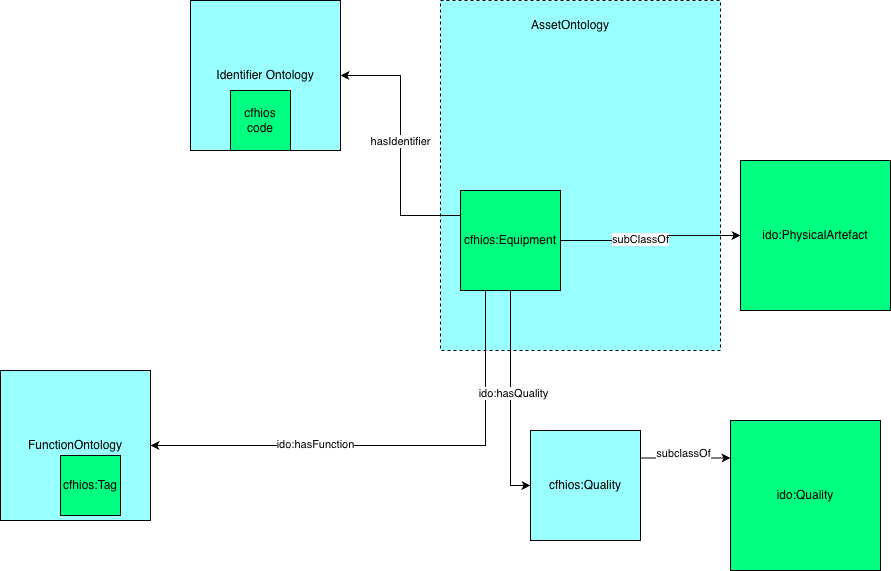 AssetOntology
Identifier Ontology
cfhios
code
hasIdentifier
cfhios:Equipment
subClassOf
ido:PhysicalArtefact
ido:hasQuality
FunctionOntology
ido:hasFunction
cfhios:Tag
cfhios:Quality
subclassOf
ido:Quality